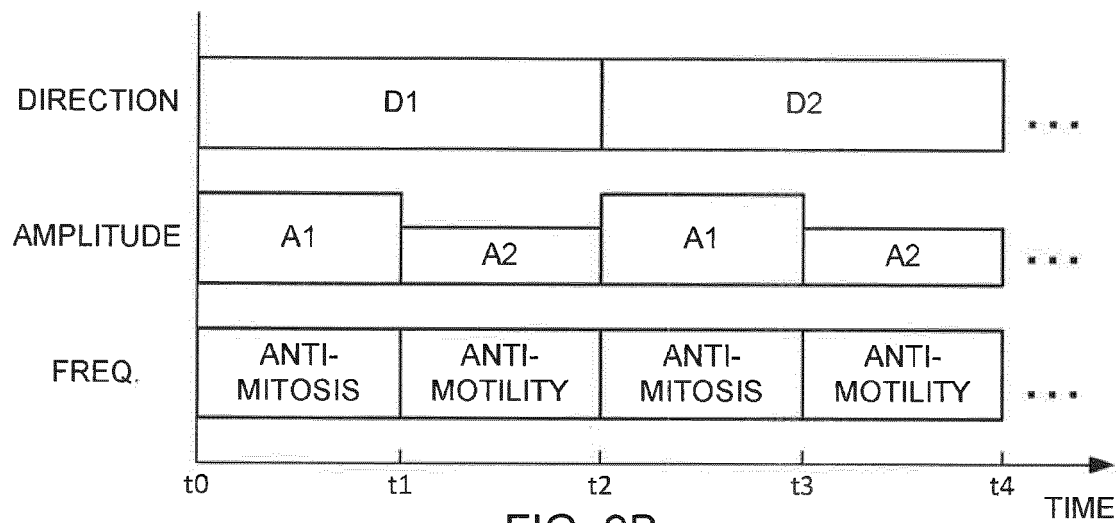 DIRECTION D1 D2 ...
AMPLITUDE A1 A2 A1 A2 ...
FREQ. ANTI- ANTI- ANTI- ANTI- ...
MITOSIS MOTILITY MITOSIS MOTILITY
t0 t1 t2 t3 t4
TIME